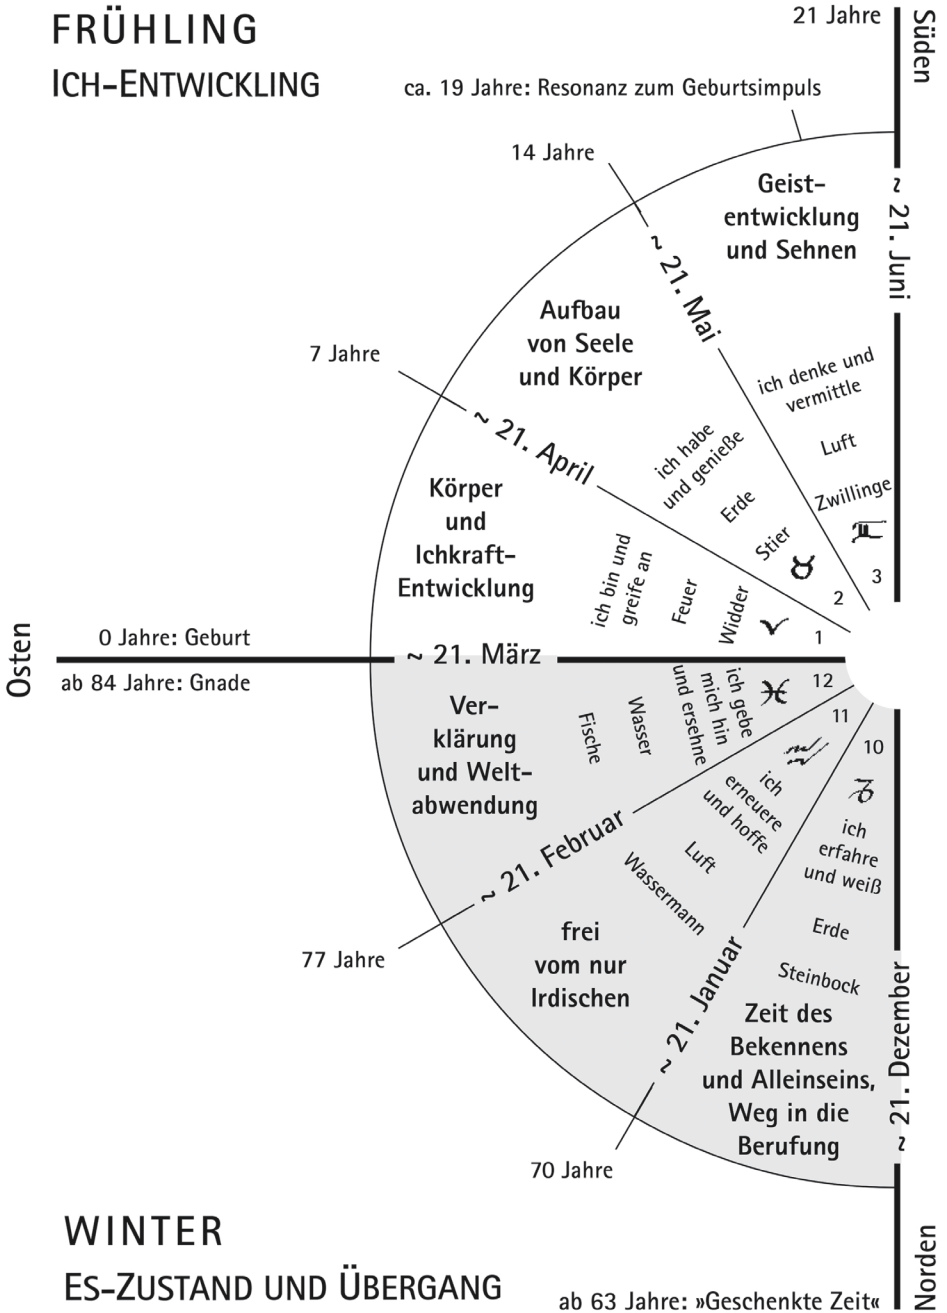 FRÜHLING
ICH-ENTWICKLING
21 Jahre
Süden
ca. 19 Jahre: Resonanz zum Geburtsimpuls
14 Jahre
Geist-
entwicklung
und Sehnen
~ 21. Juni
~ 21. Mai
Aufbau
von Seele
und Körper
7 Jahre
ich denke und
vermittle
Luft
Zwillinge
3
~ 21. April
ich habe
und genieße
Erde
Stier
2
Körper
und
Ichkraft-
Entwicklung
ich bin und
greife an
Feuer
Widder
1
Osten
0 Jahre: Geburt
~ 21. März
ab 84 Jahre: Gnade
Ver-
klärung
und Welt-
abwendung
Fische
Wasser
ich gebe
mich hin
und ersehne
12
~ 21. Februar
77 Jahre
11
ich
erneuere
und hoffe
Luft
Wassermann
frei
vom nur
Irdischen
~ 21. Januar
70 Jahre
10
ich
erfahre
und weiß
Erde
Steinbock
Zeit des
Bekennens
und Alleinseins,
Weg in die
Berufung
~ 21. Dezember
WINTER
ES-ZUSTAND UND ÜBERGANG
ab 63 Jahre: »Geschenkte Zeit«
Norden